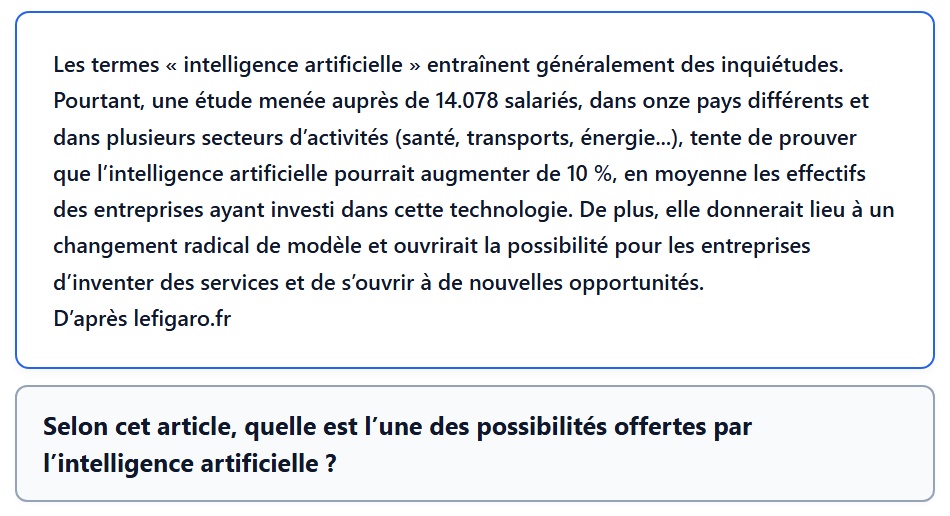 Les termes « intelligence artificielle » entraînent généralement des inquiétudes.
Pourtant, une étude menée auprès de 14.078 salariés, dans onze pays différents et
dans plusieurs secteurs d’activités (santé, transports, énergie...), tente de prouver
que l’intelligence artificielle pourrait augmenter de 10 %, en moyenne les effectifs
des entreprises ayant investi dans cette technologie. De plus, elle donnerait lieu à un
changement radical de modèle et ouvrirait la possibilité pour les entreprises
d’inventer des services et de s’ouvrir à de nouvelles opportunités.
D’après lefigaro.fr
Selon cet article, quelle est l’une des possibilités offertes par
l’intelligence artificielle ?